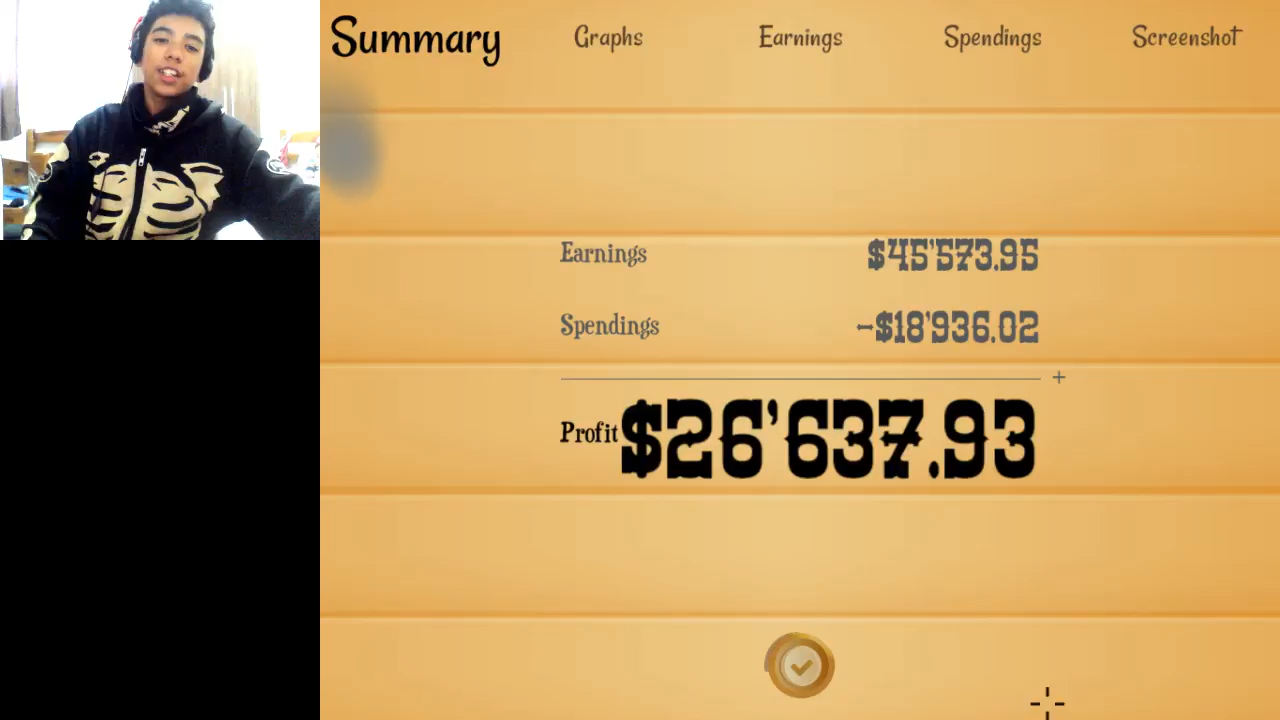 Summary Graphs Earnings Spendings Screenshot
Earnings $45'573.95
Spendings -$18'936.02
+
Profit $26'637.93